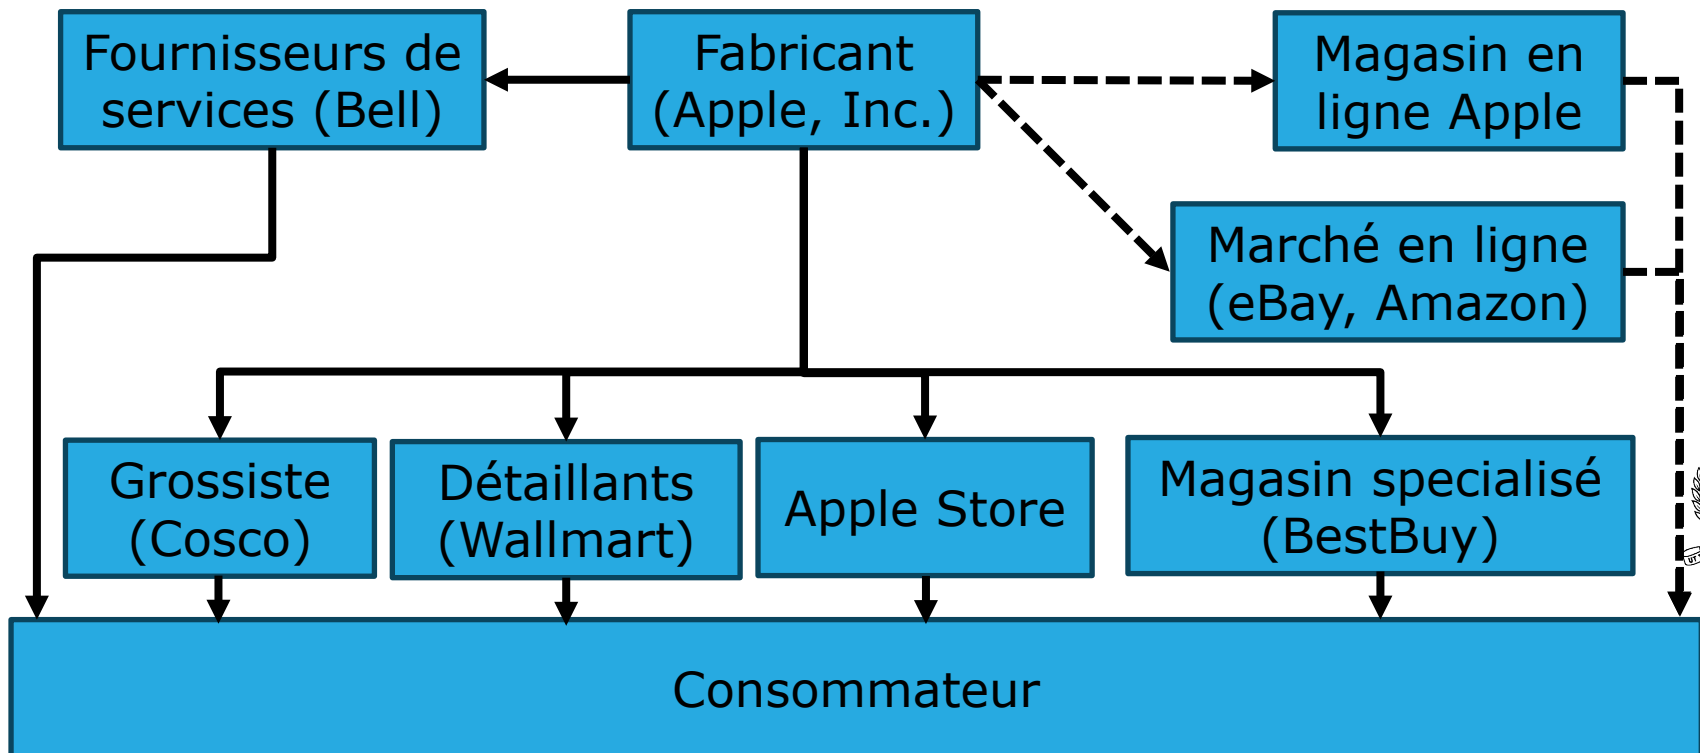 Fournisseurs de
services (Bell)
Fabricant
(Apple, Inc.)
Magasin en
ligne Apple
Marché en ligne
(eBay, Amazon)
Grossiste
(Cosco)
Détaillants
(Wallmart)
Apple Store
Magasin specialisé
(BestBuy)
Consommateur